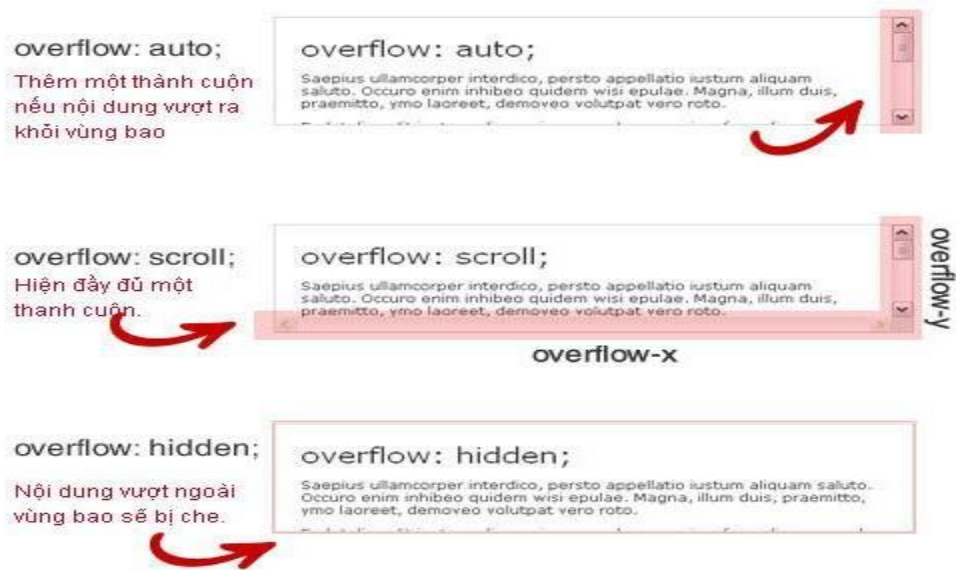 overflow: auto;
Thêm một thành cuộn
nếu nội dung vượt ra
khỏi vùng bao
overflow: auto;
Saepius ullamcorper interdico, persto appellatio iustum aliquam
saluto. Occuro enim inhibeo quidem wisi epulae. Magna, illum duis,
praemitto, ymo laoreet, demoveo volutpat vero roto.
overflow: scroll;
Hiện đầy đủ một
thanh cuộn.
overflow: scroll;
Saepius ullamcorper interdico, persto appellatio iustum aliquam
saluto. Occuro enim inhibeo quidem wisi epulae. Magna, illum duis,
praemitto, ymo laoreet, demoveo volutpat vero roto.
overflow-y
overflow-x
overflow: hidden;
Nội dung vượt ngoài
vùng bao sẽ bị che.
overflow: hidden;
Saepius ullamcorper interdico, persto appellatio iustum aliquam saluto.
Occuro enim inhibeo quidem wisi epulae. Magna, illum duis, praemitto,
ymo laoreet, demoveo volutpat vero roto.